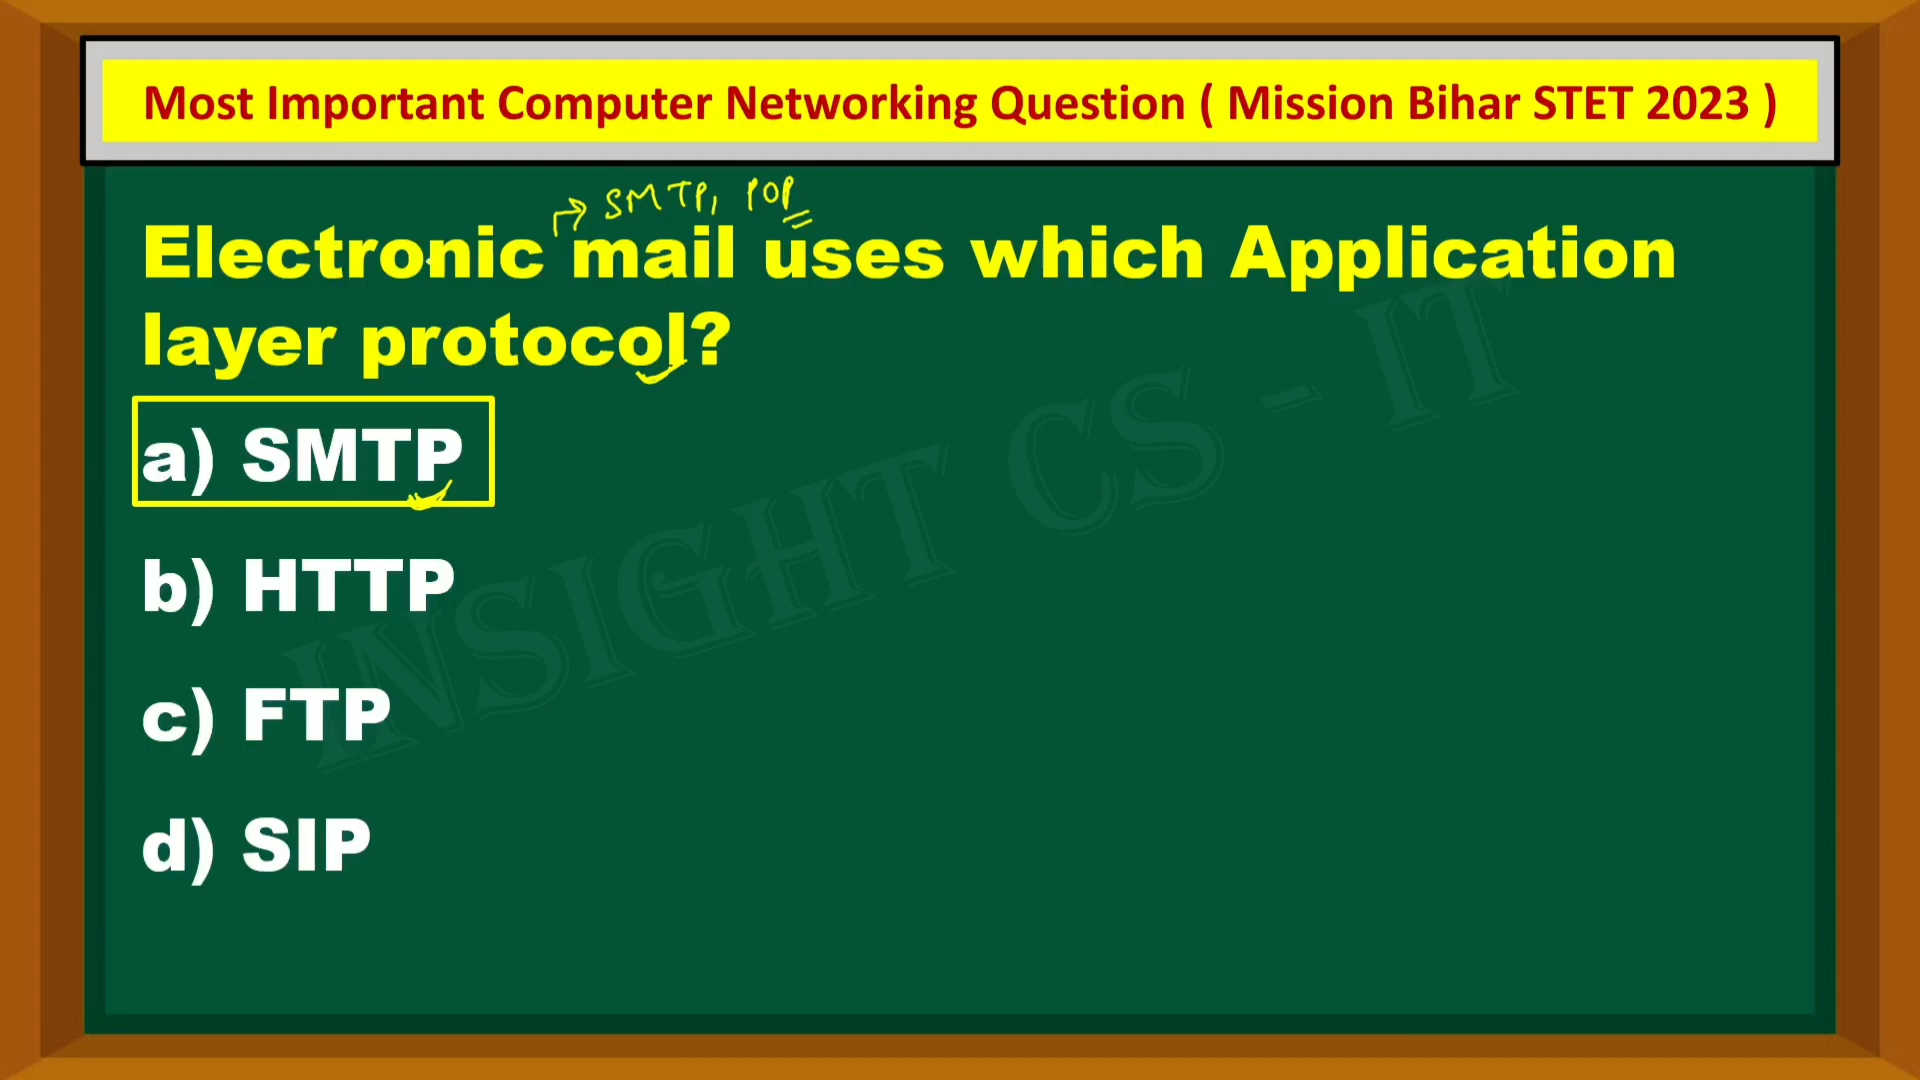 Most Important Computer Networking Question ( Mission Bihar STET 2023 )
SMTP, POP
Electronic mail uses which Application
layer protocol?
a) SMTP
b) HTTP
c) FTP
d) SIP
INSIGHT CS - IT